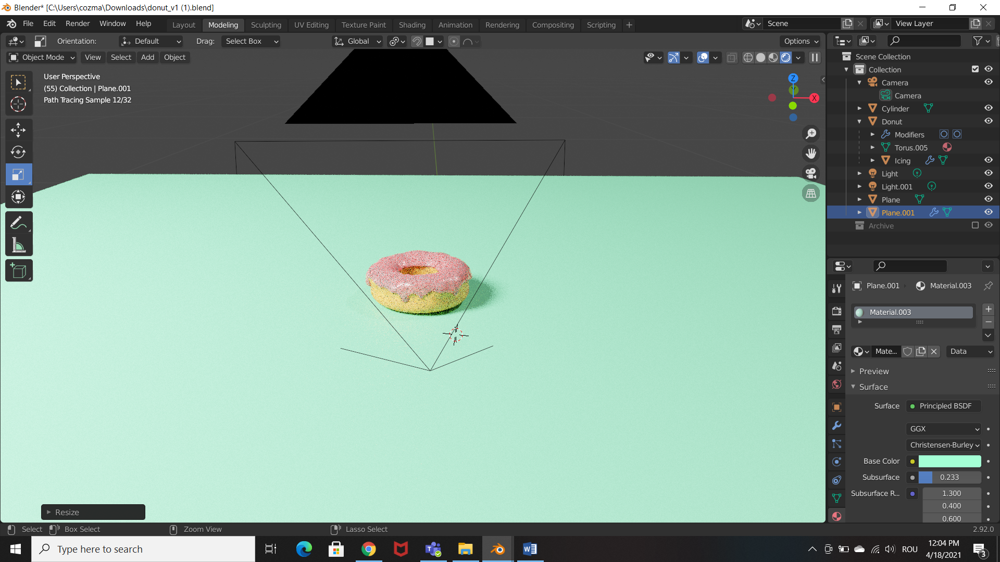 Blender* [C:\Users\cozma\Downloads\donut_v1 (1).blend]
File Edit Render Window Help
Layout Modeling Sculpting UV Editing Texture Paint Shading Animation Rendering Compositing Scripting +
Scene
View Layer
Orientation: Default Drag: Select Box
Global
Options
Object Mode View Select Add Object
User Perspective
(55) Collection | Plane.001
Path Tracing Sample 12/32
Z
Y
X
Scene Collection
Collection
Camera
Camera
Cylinder
Donut
Modifiers
Torus.005
Icing
Light
Light.001
Plane
Plane.001
Archive
Plane.001 Material.003
Material.003
Mate... Data
Preview
Surface
Surface Principled BSDF
GGX
Christensen-Burley
Base Color
Subsurface 0.233
Subsurface R... 1.300
0.400
0.600
Resize
Select Box Select Zoom View Lasso Select
2.92.0
Type here to search
ROU
12:04 PM
4/18/2021
3